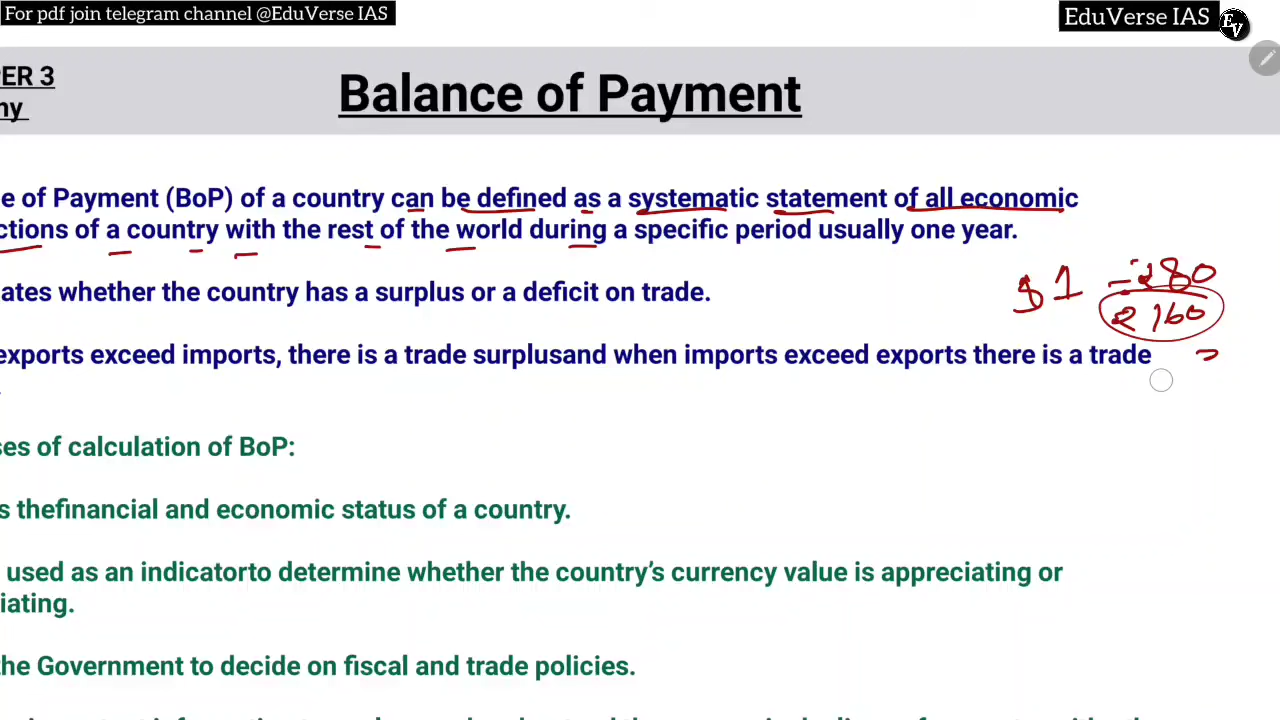 For pdf join telegram channel @EduVerse IAS
EduVerse IAS
EV
ER 3
ny
Balance of Payment
e of Payment (BoP) of a country can be defined as a systematic statement of all economic
ctions of a country with the rest of the world during a specific period usually one year.
$1
80
₹ 160
ates whether the country has a surplus or a deficit on trade.
exports exceed imports, there is a trade surplusand when imports exceed exports there is a trade
.
ses of calculation of BoP:
s thefinancial and economic status of a country.
used as an indicatorto determine whether the country's currency value is appreciating or
iating.
the Government to decide on fiscal and trade policies.